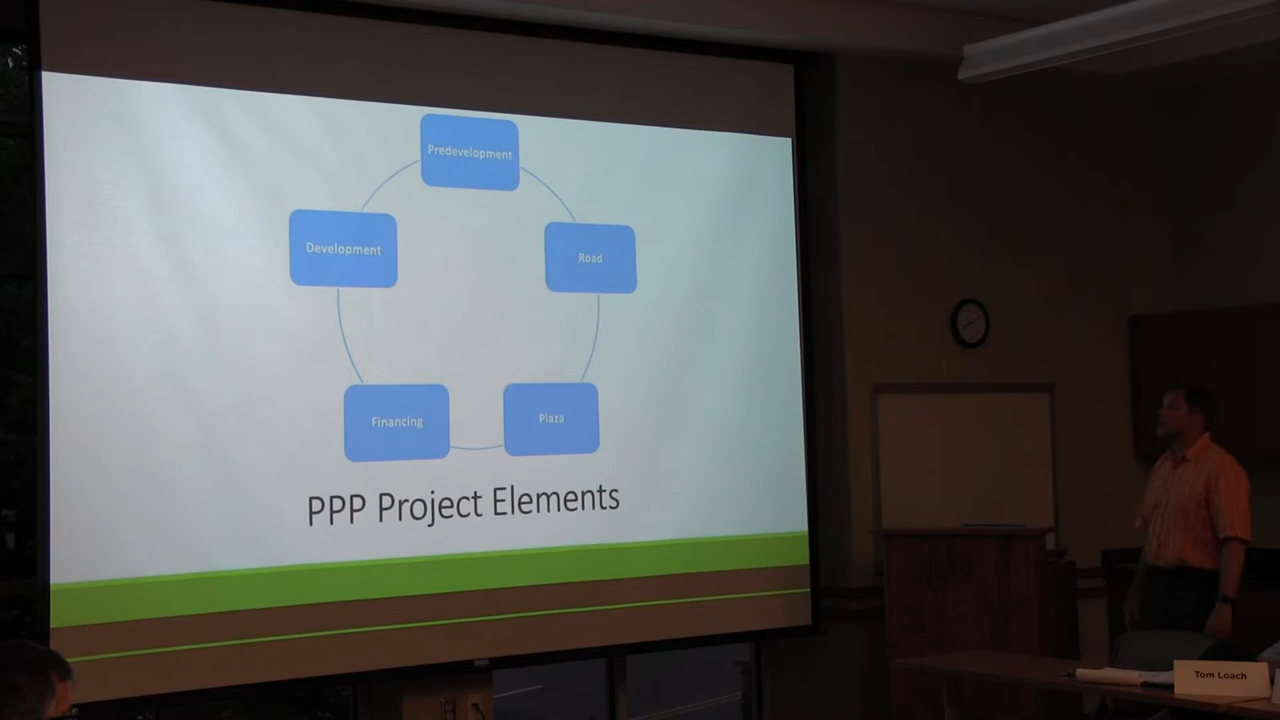 Predevelopment
Development
Road
Financing
Plaza
PPP Project Elements
Tom Loach